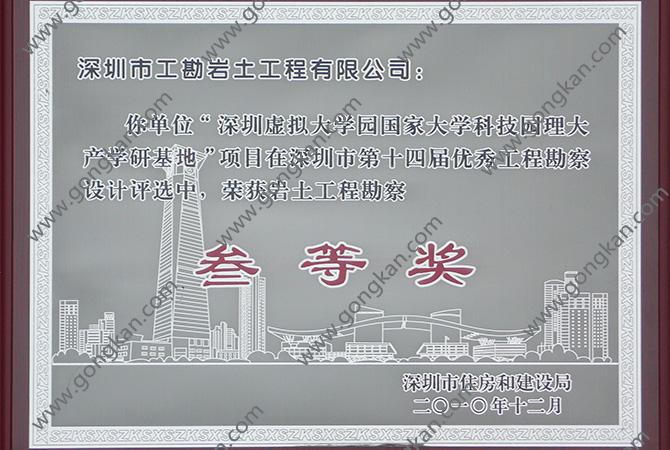 深圳市工勘岩土工程有限公司：
你单位“深圳虚拟大学园国家大学科技园理大
产学研基地”项目在深圳市第十四届优秀工程勘察
设计评选中，荣获岩土工程勘察
叁等奖
深圳市住房和建设局
二〇一〇年十二月
www.gongkan.com